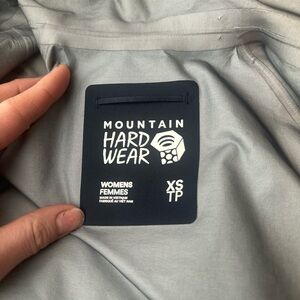 MOUNTAIN
HARD
WEAR
WOMENS
FEMMES
MADE IN VIETNAM
FABRIQUÉ AU VIET NAM
XS
TP